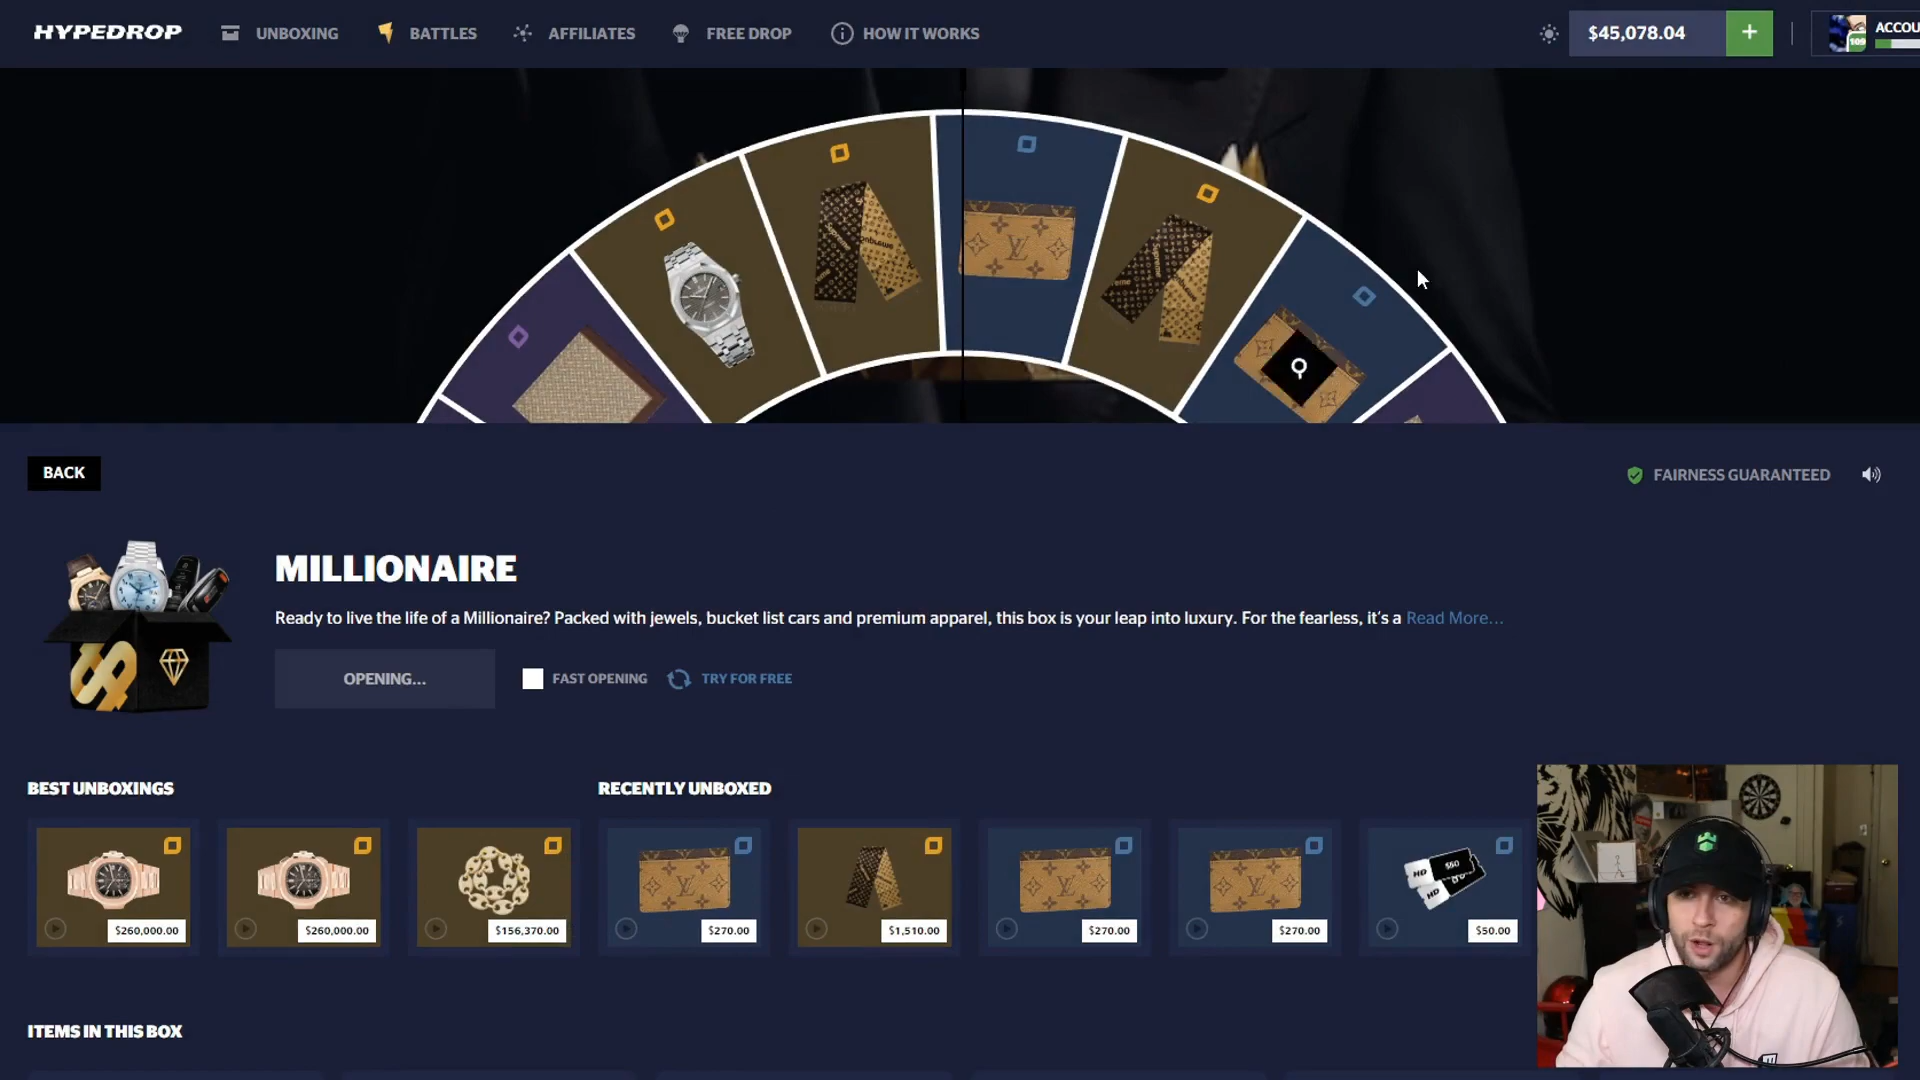 HYPEDROP
UNBOXING
BATTLES
AFFILIATES
FREE DROP
HOW IT WORKS
$45,078.04
+
109
ACCOU
BACK
FAIRNESS GUARANTEED
MILLIONAIRE
Ready to live the life of a Millionaire? Packed with jewels, bucket list cars and premium apparel, this box is your leap into luxury. For the fearless, it's a Read More...
OPENING...
FAST OPENING
TRY FOR FREE
BEST UNBOXINGS
RECENTLY UNBOXED
$260,000.00
$260,000.00
$156,370.00
$270.00
$1,510.00
$270.00
$270.00
HD
$50
HD
$50.00
ITEMS IN THIS BOX